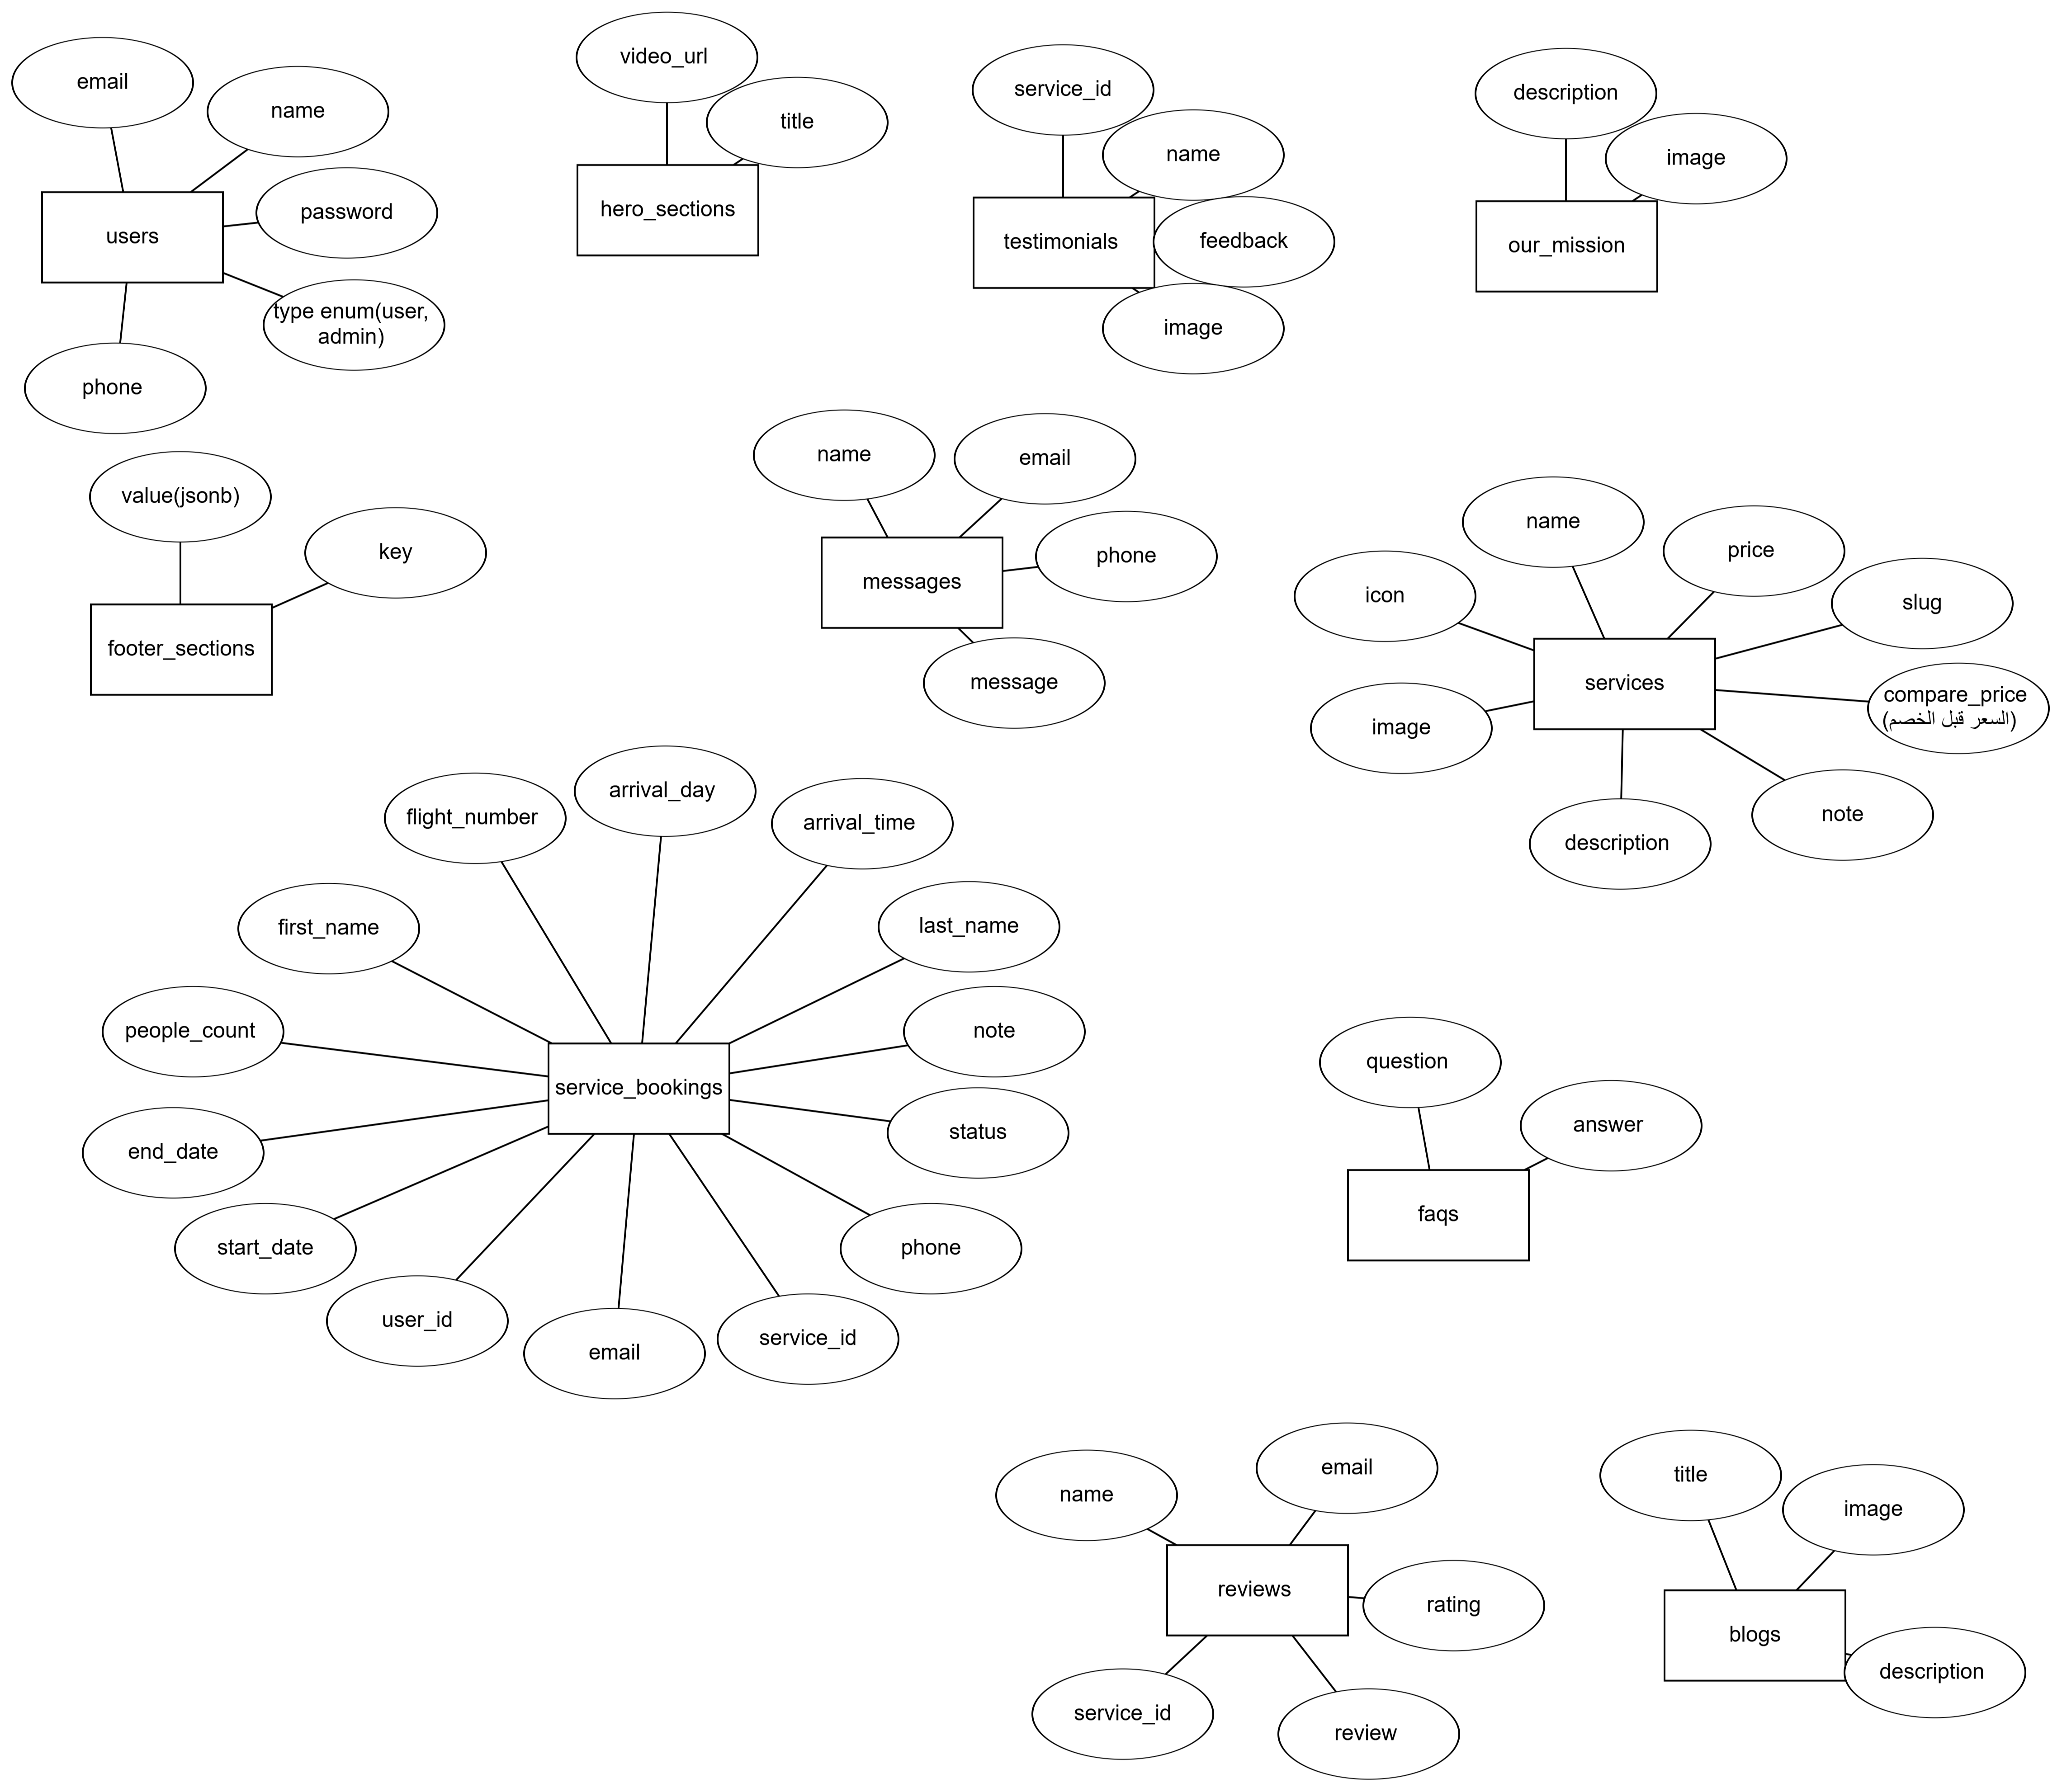 email
name
password
users
type enum(user,
admin)
phone
video_url
title
hero_sections
service_id
name
testimonials
feedback
image
description
image
our_mission
value(jsonb)
key
footer_sections
name
email
phone
messages
message
name
price
icon
slug
services
compare_price
(السعر قبل الخصم)
image
note
description
flight_number
arrival_day
arrival_time
first_name
last_name
people_count
note
service_bookings
end_date
status
start_date
phone
user_id
email
service_id
question
answer
faqs
name
email
reviews
rating
service_id
review
title
image
blogs
description